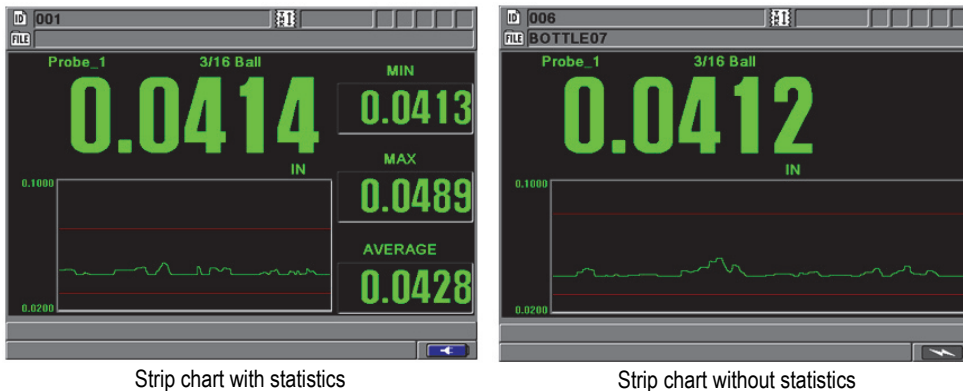 ID 001
FILE
Probe_1 3/16 Ball
0.0414
IN
MIN
0.0413
MAX
0.0489
AVERAGE
0.0428
0.1000
0.0200
Strip chart with statistics
ID 006
FILE BOTTLE07
Probe_1 3/16 Ball
0.0412
IN
0.1000
0.0200
Strip chart without statistics